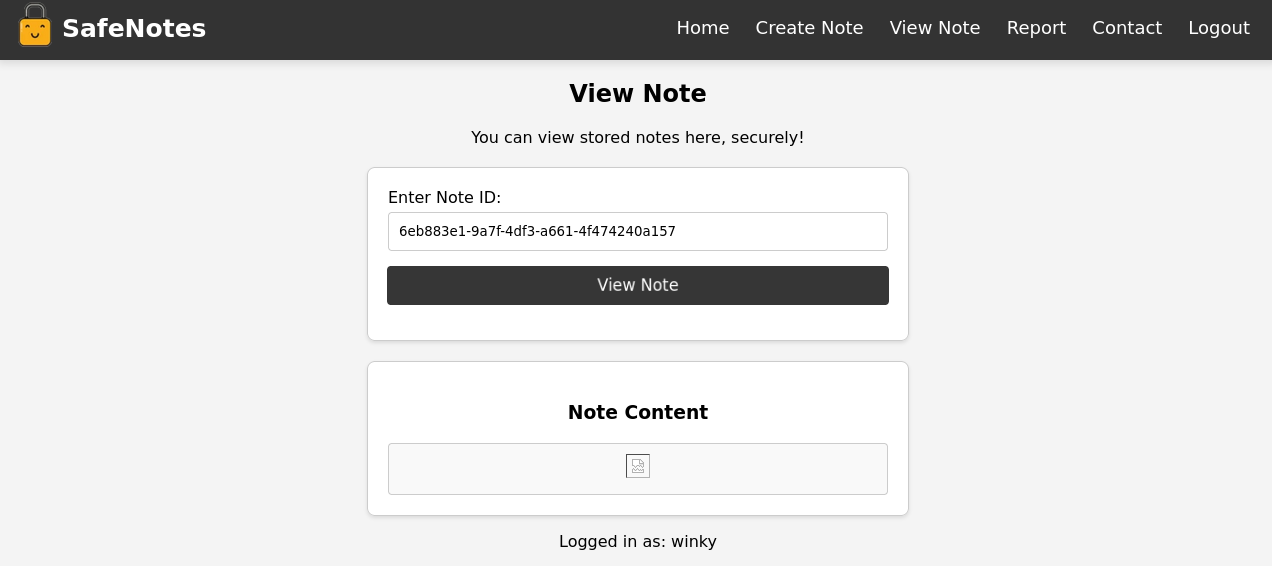 SafeNotes
Home Create Note View Note Report Contact Logout
View Note
You can view stored notes here, securely!
Enter Note ID:
6eb883e1-9a7f-4df3-a661-4f474240a157
View Note
Note Content
Logged in as: winky